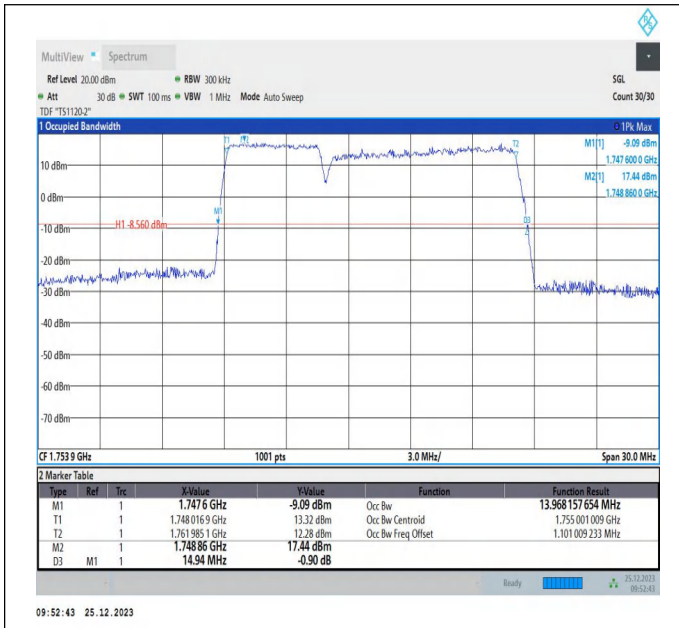 R S
MultiView Spectrum
Ref Level 20.00 dBm RBW 300 kHz SGL
Att 30 dB SWT 100 ms VBW 1 MHz Mode Auto Sweep Count 30/30
TDF "TS1120-2"
1 Occupied Bandwidth 1Pk Max
M1[1] -9.09 dBm
1.747 600 0 GHz
M2[1] 17.44 dBm
1.748 860 0 GHz
T1
T2
10 dBm
0 dBm
M1
D3
H1 -8.560 dBm
-10 dBm
-20 dBm
-30 dBm
-40 dBm
-50 dBm
-60 dBm
-70 dBm
CF 1.753 9 GHz 1001 pts 3.0 MHz/ Span 30.0 MHz
2 Marker Table
Type Ref Trc X-Value Y-Value Function Function Result
M1 1 1.747 6 GHz -9.09 dBm Occ Bw 13.968 157 654 MHz
T1 1 1.748 016 9 GHz 13.32 dBm Occ Bw Centroid 1.755 001 009 GHz
T2 1 1.761 985 1 GHz 12.28 dBm Occ Bw Freq Offset 1.101 009 233 MHz
M2 1 1.748 86 GHz 17.44 dBm
D3 M1 1 14.94 MHz -0.90 dB
Ready 25.12.2023
09:52:43
09:52:43 25.12.2023